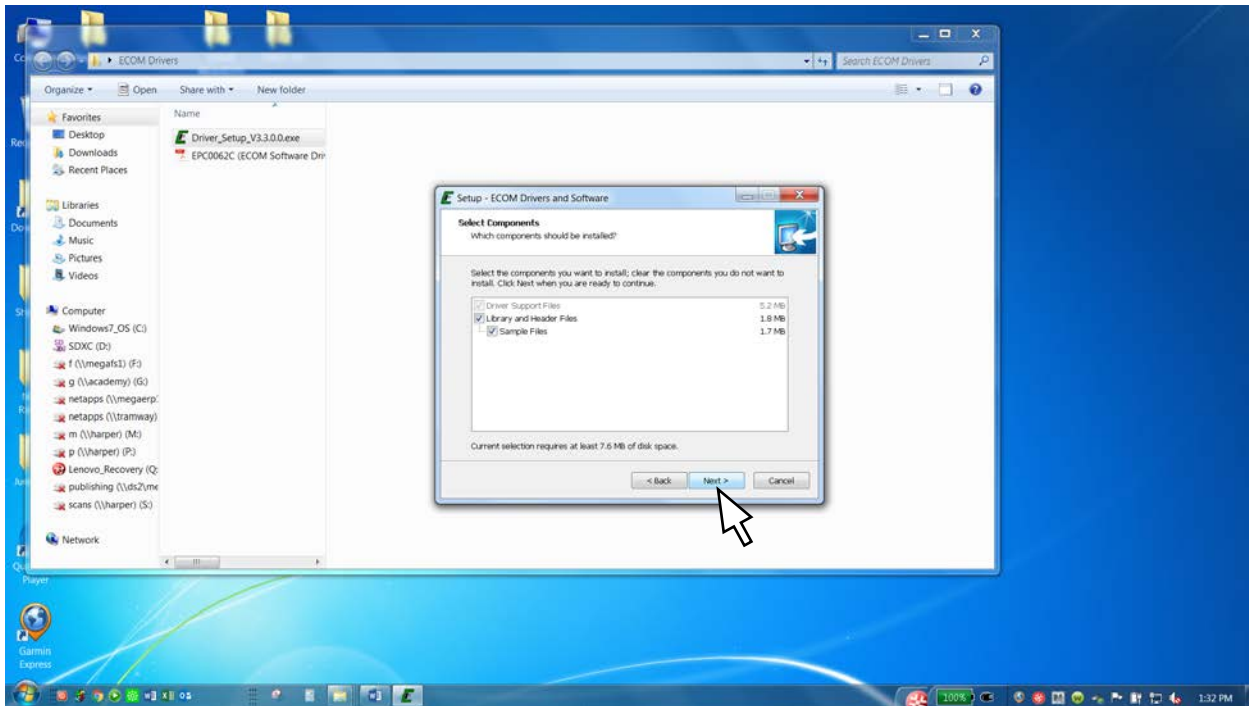 ECOM Drivers
Search ECOM Drivers
Organize
Open
Share with
New folder
Favorites
Desktop
Downloads
Recent Places
Libraries
Documents
Music
Pictures
Videos
Computer
Windows7_OS (C:)
SDXC (D:)
f (\\megafs1) (F:)
g (\\academy) (G:)
netapps (\\megaerp.
netapps (\\tramway)
m (\\harper) (M:)
p (\\harper) (P:)
Lenovo_Recovery (Q:
publishing (\\ds2\me
scans (\\harper) (S:)
Network
Name
Driver_Setup_V3.3.0.0.exe
EPC0062C (ECOM Software Dri
Setup - ECOM Drivers and Software
Select Components
Which components should be installed?
Select the components you want to install; clear the components you do not want to
install. Click Next when you are ready to continue.
Driver Support Files 5.2 MB
Library and Header Files 1.8 MB
Sample Files 1.7 MB
Current selection requires at least 7.6 MB of disk space.
< Back
Next >
Cancel
Player
Garmin
Express
100%
1:32 PM